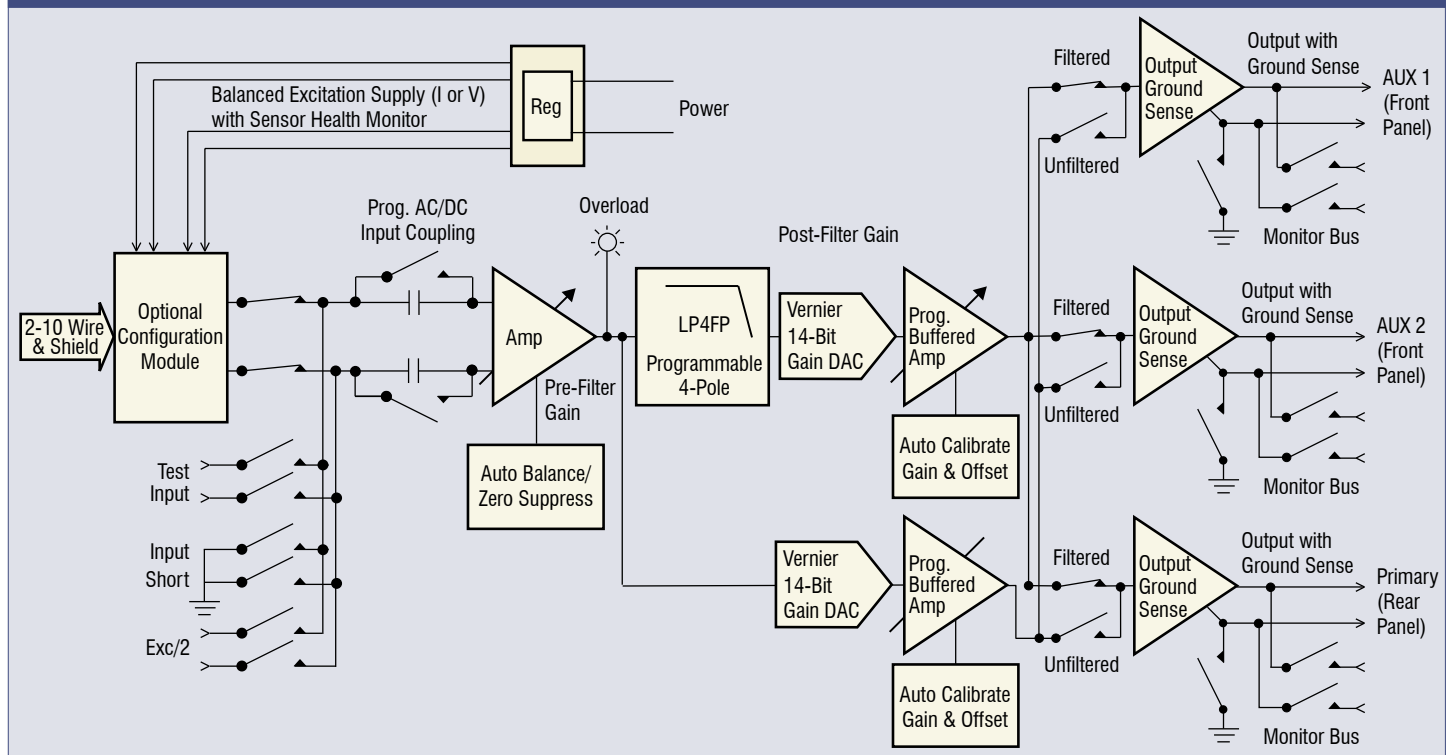 Balanced Excitation Supply (I or V)
with Sensor Health Monitor
Reg
Power
2-10 Wire
& Shield
Optional
Configuration
Module
Prog. AC/DC
Input Coupling
Test
Input
Input
Short
Exc/2
Amp
Pre-Filter
Gain
Auto Balance/
Zero Suppress
Overload
LP4FP
Programmable
4-Pole
Post-Filter Gain
Vernier
14-Bit
Gain DAC
Prog.
Buffered
Amp
Auto Calibrate
Gain & Offset
Vernier
14-Bit
Gain DAC
Prog.
Buffered
Amp
Auto Calibrate
Gain & Offset
Filtered
Unfiltered
Output
Ground
Sense
Output with
Ground Sense
AUX 1
(Front
Panel)
Monitor Bus
Filtered
Unfiltered
Output
Ground
Sense
Output with
Ground Sense
AUX 2
(Front
Panel)
Monitor Bus
Filtered
Unfiltered
Output
Ground
Sense
Output with
Ground Sense
Primary
(Rear
Panel)
Monitor Bus